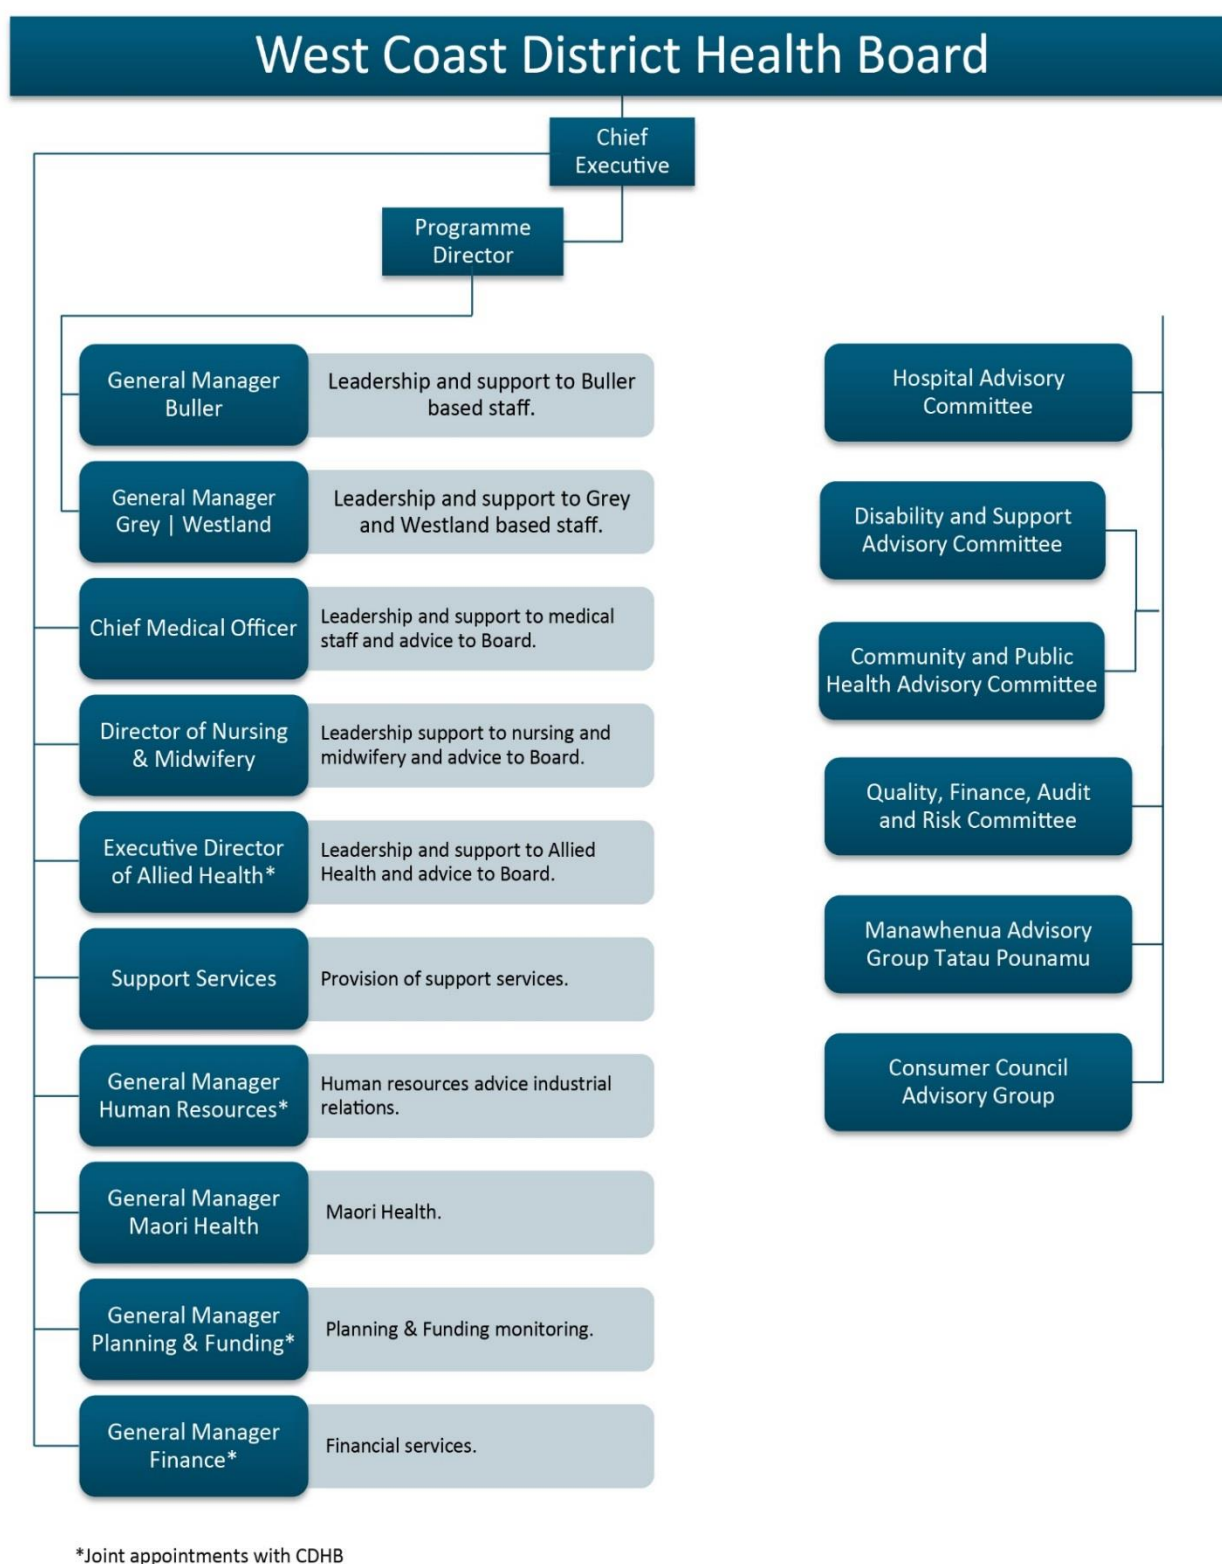 West Coast District Health Board
Chief
Executive
Programme
Director
General Manager
Buller
Leadership and support to Buller
based staff.
General Manager
Grey | Westland
Leadership and support to Grey
and Westland based staff.
Chief Medical Officer
Leadership and support to medical
staff and advice to Board.
Director of Nursing
& Midwifery
Leadership support to nursing and
midwifery and advice to Board.
Executive Director
of Allied Health*
Leadership and support to Allied
Health and advice to Board.
Support Services
Provision of support services.
General Manager
Human Resources*
Human resources advice industrial
relations.
General Manager
Maori Health
Maori Health.
General Manager
Planning & Funding*
Planning & Funding monitoring.
General Manager
Finance*
Financial services.
Hospital Advisory
Committee
Disability and Support
Advisory Committee
Community and Public
Health Advisory Committee
Quality, Finance, Audit
and Risk Committee
Manawhenua Advisory
Group Tatau Pounamu
Consumer Council
Advisory Group
*Joint appointments with CDHB